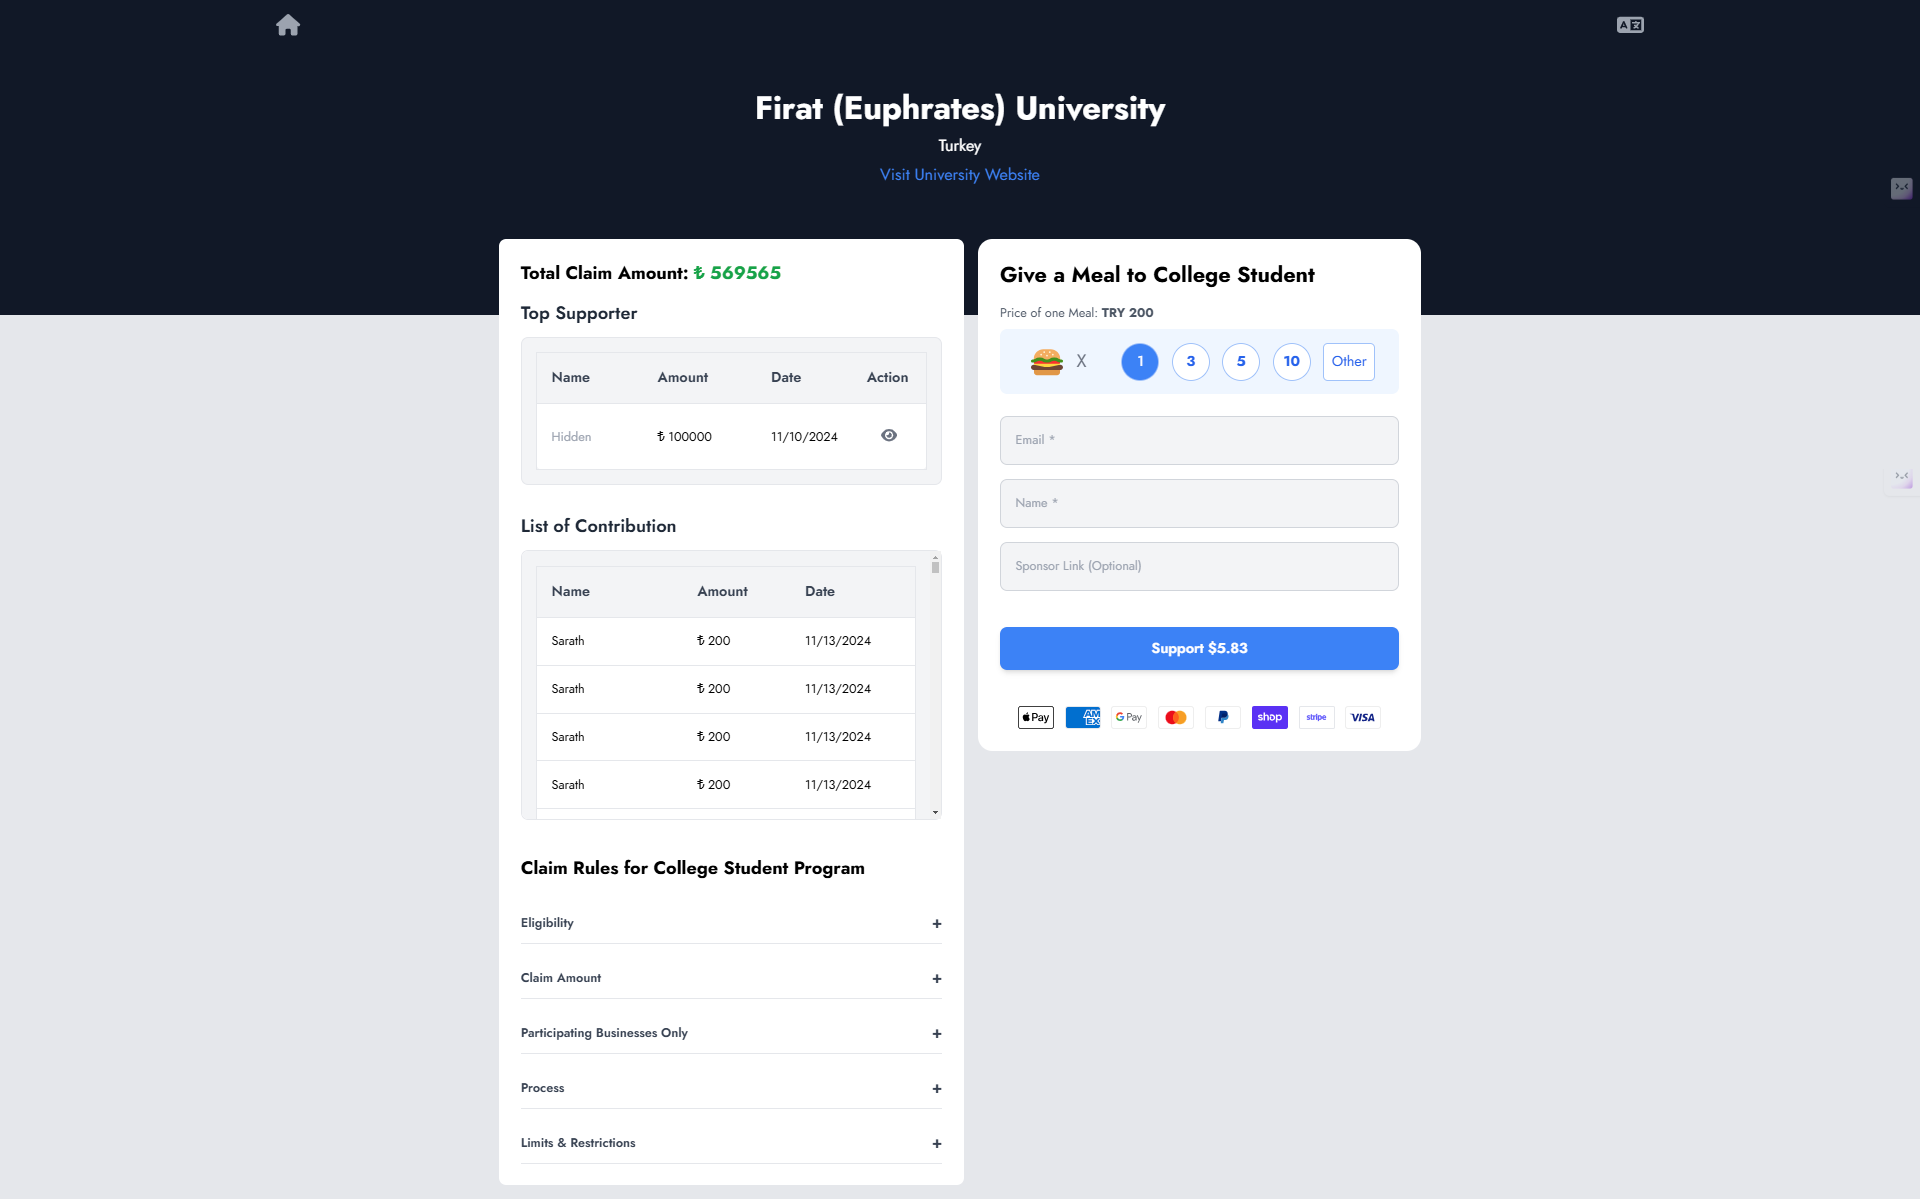 Firat (Euphrates) University
Turkey
Visit University Website
Total Claim Amount: ₺ 569565
Top Supporter
Name Amount Date Action
Hidden ₺ 100000 11/10/2024
List of Contribution
Name Amount Date
Sarath ₺ 200 11/13/2024
Sarath ₺ 200 11/13/2024
Sarath ₺ 200 11/13/2024
Sarath ₺ 200 11/13/2024
Claim Rules for College Student Program
Eligibility +
Claim Amount +
Participating Businesses Only +
Process +
Limits & Restrictions +
Give a Meal to College Student
Price of one Meal: TRY 200
X 1 3 5 10 Other
Email *
Name *
Sponsor Link (Optional)
Support $5.83
Pay AMEX G Pay shop stripe VISA